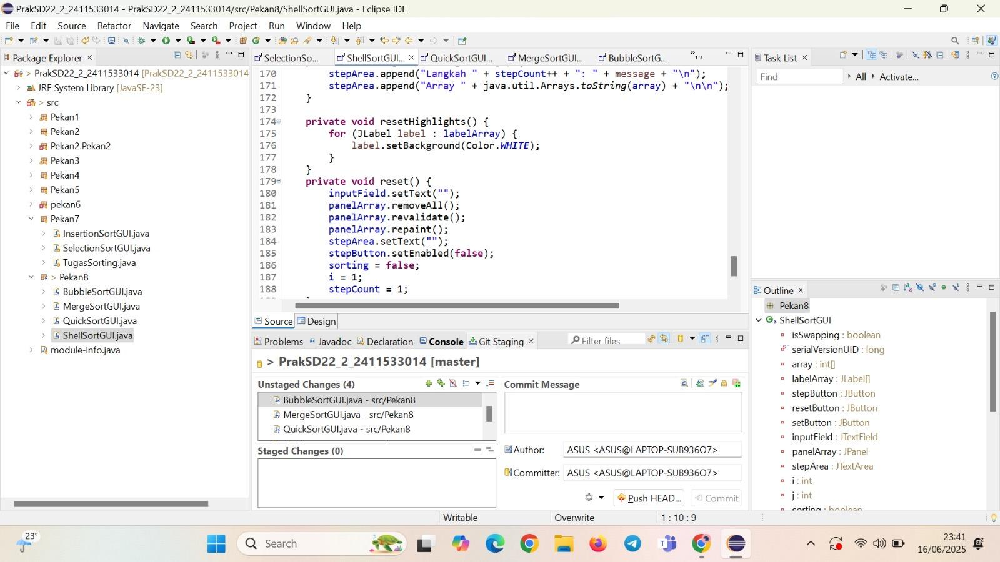 PrakSD22_2_2411533014 - PrakSD22_2_2411533014/src/Pekan8/ShellSortGUI.java - Eclipse IDE
File Edit Source Refactor Navigate Search Project Run Window Help
Package Explorer
> PrakSD22_2_2411533014 [PrakSD22_2_2411533014
JRE System Library [JavaSE-23]
> src
Pekan1
Pekan2
Pekan2.Pekan2
Pekan3
Pekan4
Pekan5
pekan6
Pekan7
InsertionSortGUI.java
SelectionSortGUI.java
TugasSorting.java
> Pekan8
BubbleSortGUI.java
MergeSortGUI.java
QuickSortGUI.java
ShellSortGUI.java
module-info.java
SelectionSo... ShellSortGUI... QuickSortGUI... MergeSortGUI... BubbleSortG... »12
170 stepArea.append("Langkah " + stepCount++ + ": " + message + "\n");
171 stepArea.append("Array " + java.util.Arrays.toString(array) + "\n\n");
172 }
173
174 private void resetHighlights() {
175 for (JLabel label : labelArray) {
176 label.setBackground(Color.WHITE);
177 }
178 }
179 private void reset() {
180 inputField.setText("");
181 panelArray.removeAll();
182 panelArray.revalidate();
183 panelArray.repaint();
184 stepArea.setText("");
185 stepButton.setEnabled(false);
186 sorting = false;
187 i = 1;
188 stepCount = 1;
Source Design
Problems Javadoc Declaration Console Git Staging Filter files
> PrakSD22_2_2411533014 [master]
Unstaged Changes (4)
BubbleSortGUI.java - src/Pekan8
MergeSortGUI.java - src/Pekan8
QuickSortGUI.java - src/Pekan8
Staged Changes (0)
Commit Message
Author: ASUS <ASUS@LAPTOP-SUB936O7>
Committer: ASUS <ASUS@LAPTOP-SUB936O7>
Push HEAD... Commit
Task List
Find All Activate...
Outline
Pekan8
ShellSortGUI
isSwapping : boolean
serialVersionUID : long
array : int[]
labelArray : JLabel[]
stepButton : JButton
resetButton : JButton
setButton : JButton
inputField : JTextField
panelArray : JPanel
stepArea : JTextArea
i : int
j : int
sorting : boolean
Writable Overwrite 1 : 10 : 9
23°
Search
23:41
16/06/2025